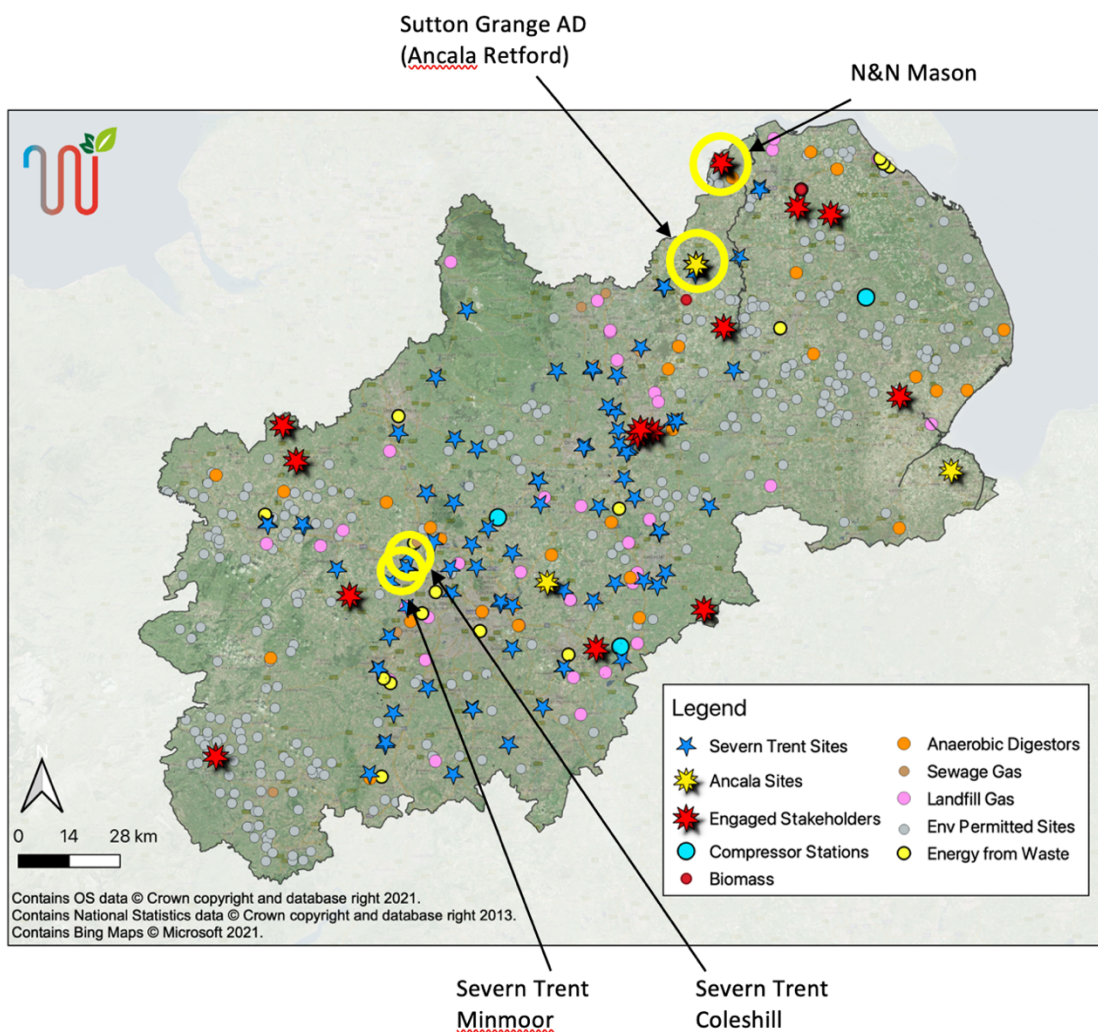 Sutton Grange AD
(Ancala Retford)
N&N Mason
N
0 14 28 km
Contains OS data © Crown copyright and database right 2021.
Contains National Statistics data © Crown copyright and database right 2013.
Contains Bing Maps © Microsoft 2021.
Legend
Severn Trent Sites
Ancala Sites
Engaged Stakeholders
Compressor Stations
Biomass
Anaerobic Digestors
Sewage Gas
Landfill Gas
Env Permitted Sites
Energy from Waste
Severn Trent
Minmoor
Severn Trent
Coleshill